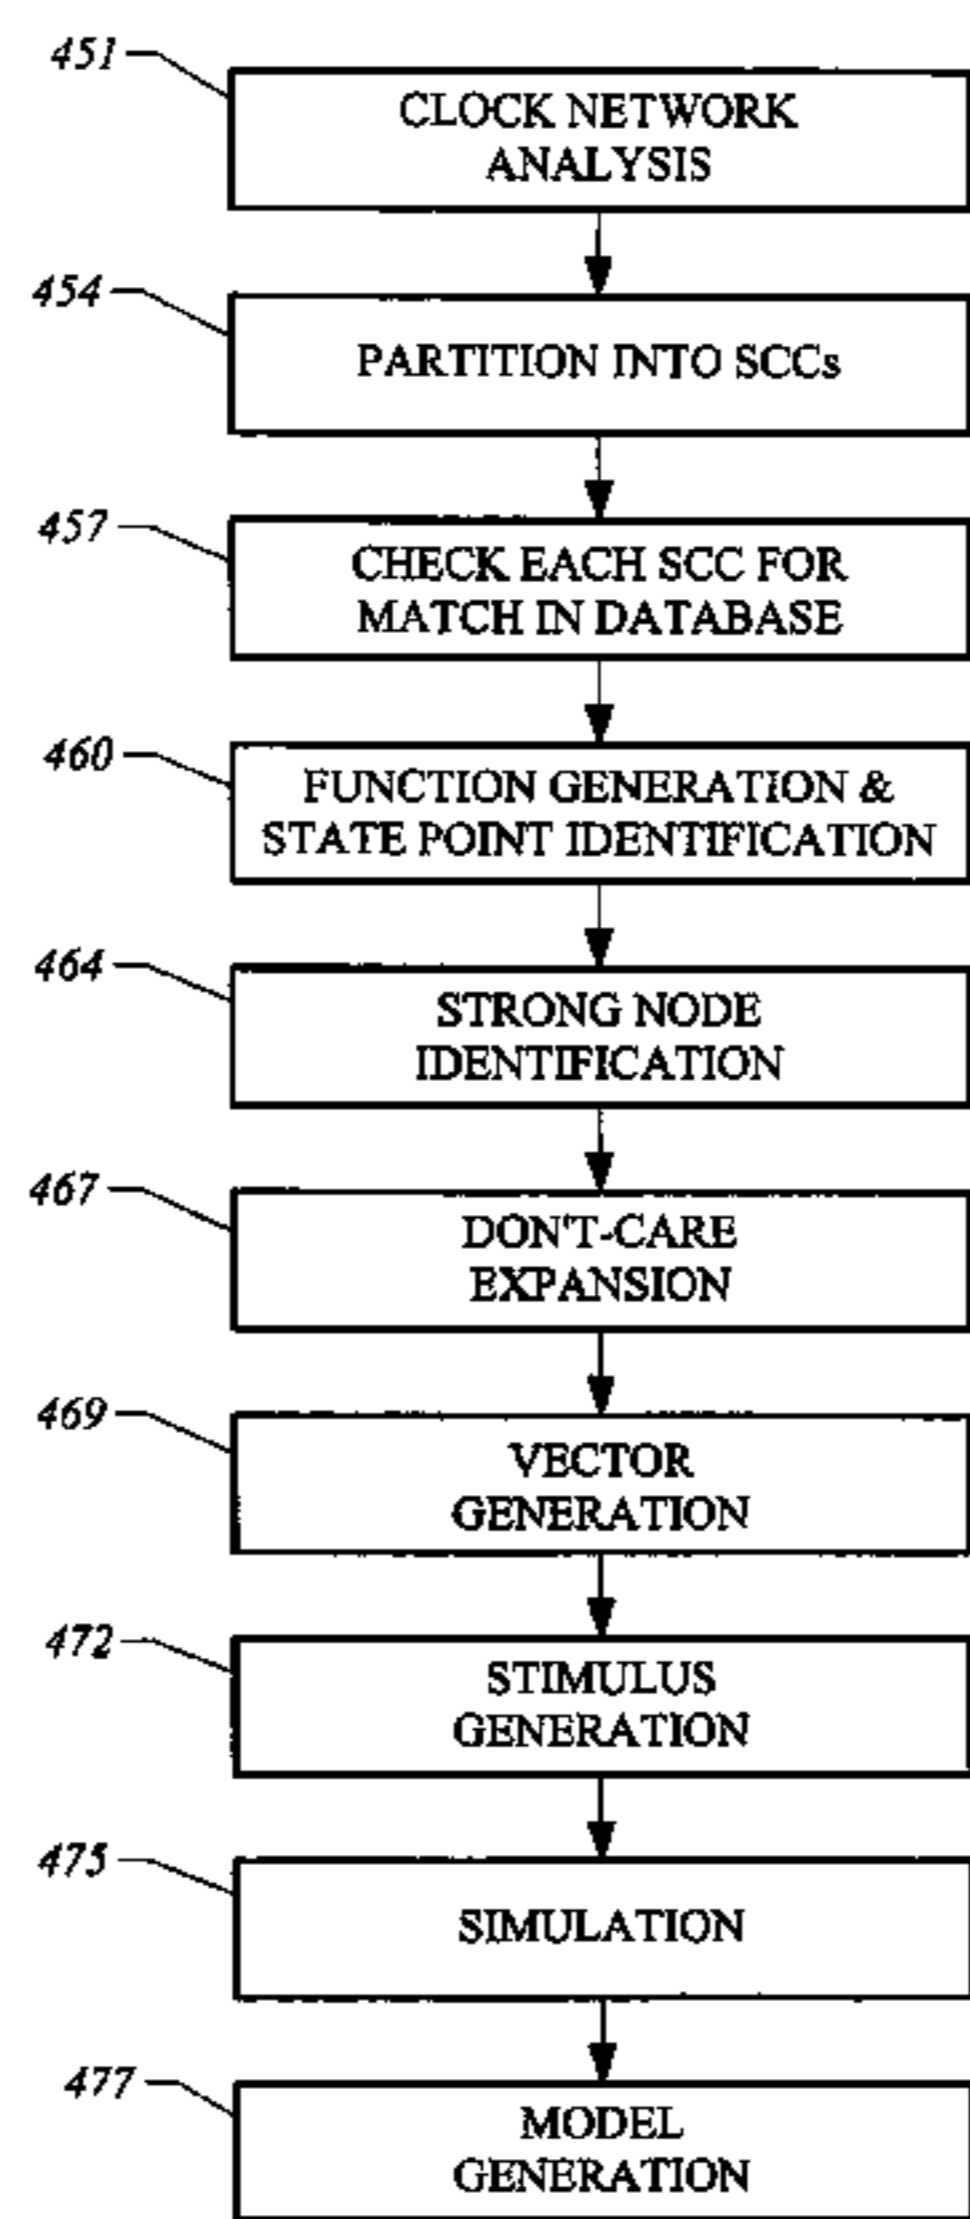 451
CLOCK NETWORK
ANALYSIS
454
PARTITION INTO SCCs
457
CHECK EACH SCC FOR
MATCH IN DATABASE
460
FUNCTION GENERATION &
STATE POINT IDENTIFICATION
464
STRONG NODE
IDENTIFICATION
467
DON'T-CARE
EXPANSION
469
VECTOR
GENERATION
472
STIMULUS
GENERATION
475
SIMULATION
477
MODEL
GENERATION